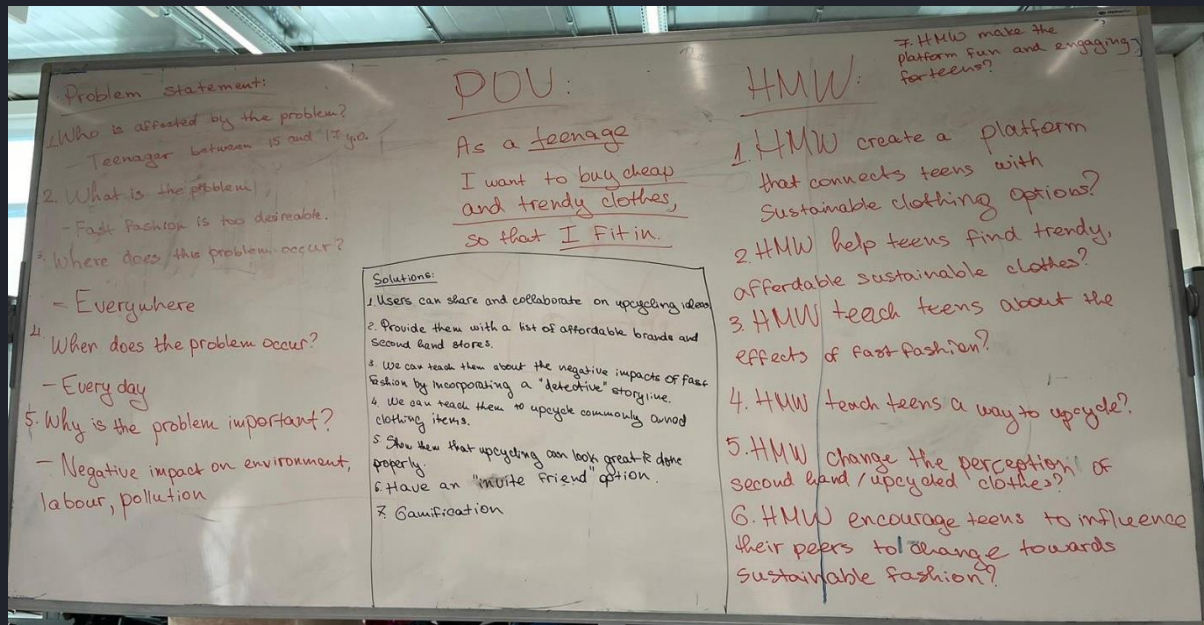 Problem statement:
1. Who is affected by the problem?
- Teenager between 15 and 17 y.o.
2. What is the problem
- Fast Fashion is too desireable.
3. Where does this problem occur?
- Everywhere
4. When does the problem occur?
- Every day
5. Why is the problem important?
- Negative impact on environment,
labour, pollution
POV:
As a teenage
I want to buy cheap
and trendy clothes,
so that I fit in.
Solutions:
1. Users can share and collaborate on upcycling ideas
2. Provide them with a list of affordable brands and
second hand stores.
3. We can teach them about the negative impacts of fast
fashion by incorporating a "detective" storyline.
4. We can teach them to upcycle commonly owned
clothing items.
5. Show them that upcycling can look great if done
properly.
6. Have an "invite friend" option.
7. Gamification
HMW:
7. HMW make the
platform fun and engaging
for teens?
1. HMW create a platform
that connects teens with
sustainable clothing options?
2. HMW help teens find trendy,
affordable sustainable clothes?
3. HMW teach teens about the
effects of fast fashion?
4. HMW teach teens a way to upcycle?
5. HMW change the perception of
second hand / upcycled clothes?
6. HMW encourage teens to influence
their peers to change towards
sustainable fashion?